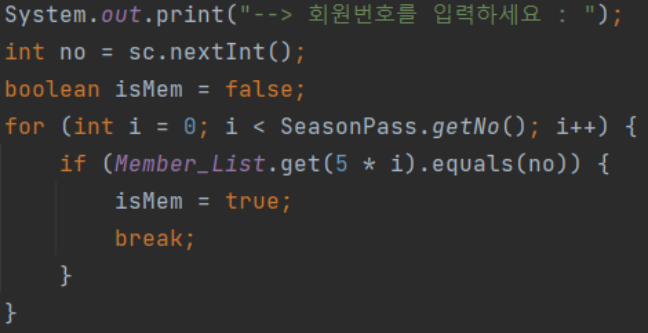 System.out.print("--> 회원번호를 입력하세요 : ");
int no = sc.nextInt();
boolean isMem = false;
for (int i = 0; i < SeasonPass.getNo(); i++) {
    if (Member_List.get(5 * i).equals(no)) {
        isMem = true;
        break;
    }
}